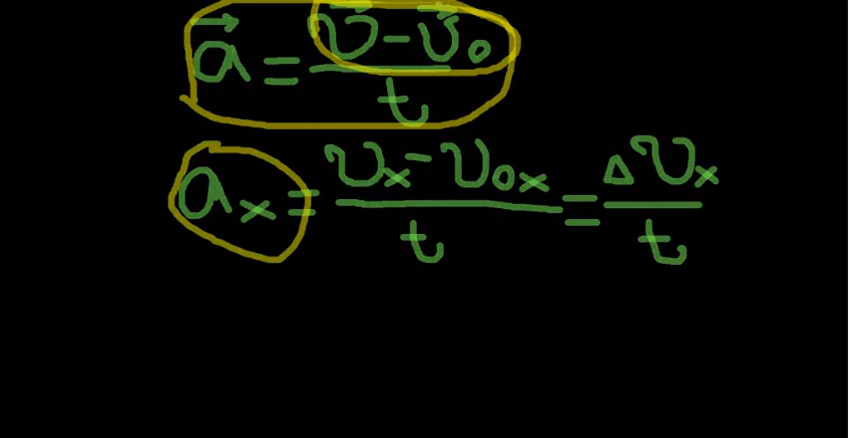 a⃗ = (v⃗ - v⃗₀) / t
aₓ = (vₓ - v₀ₓ) / t = Δvₓ / t